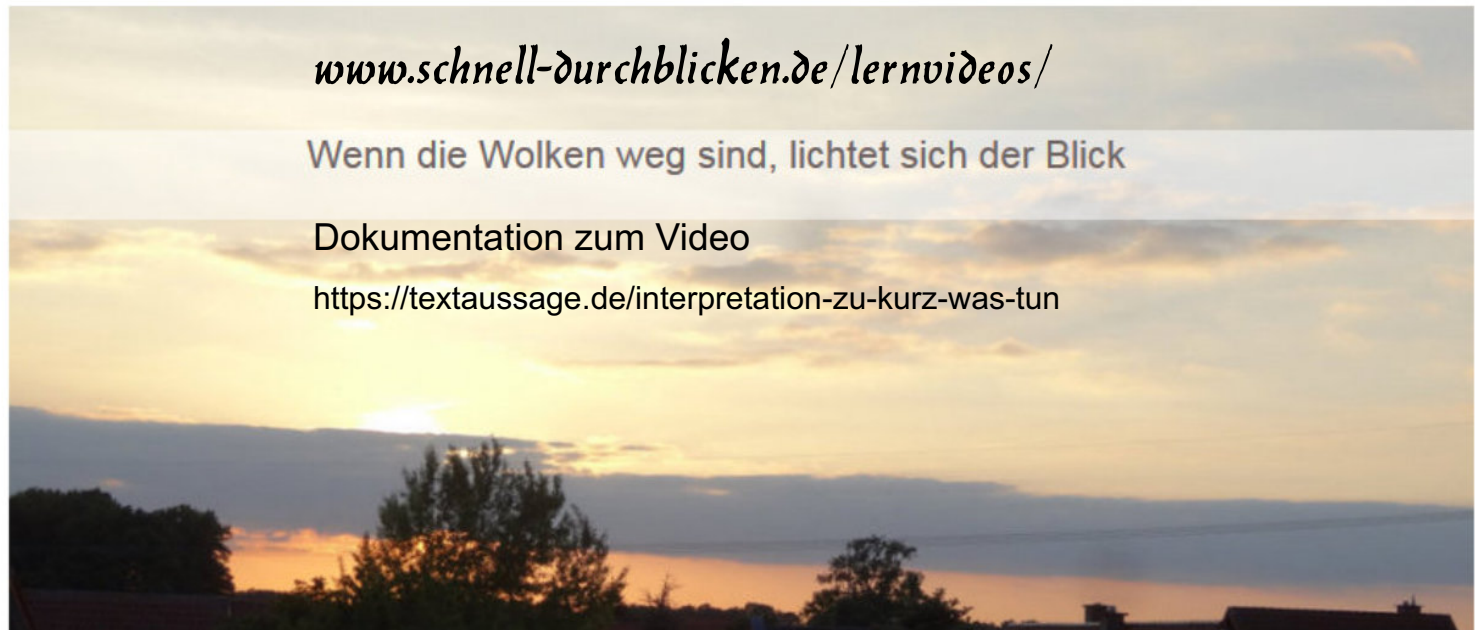 www.schnell-durchblicken.de/lernvideos/
Wenn die Wolken weg sind, lichtet sich der Blick
Dokumentation zum Video
https://textaussage.de/interpretation-zu-kurz-was-tun